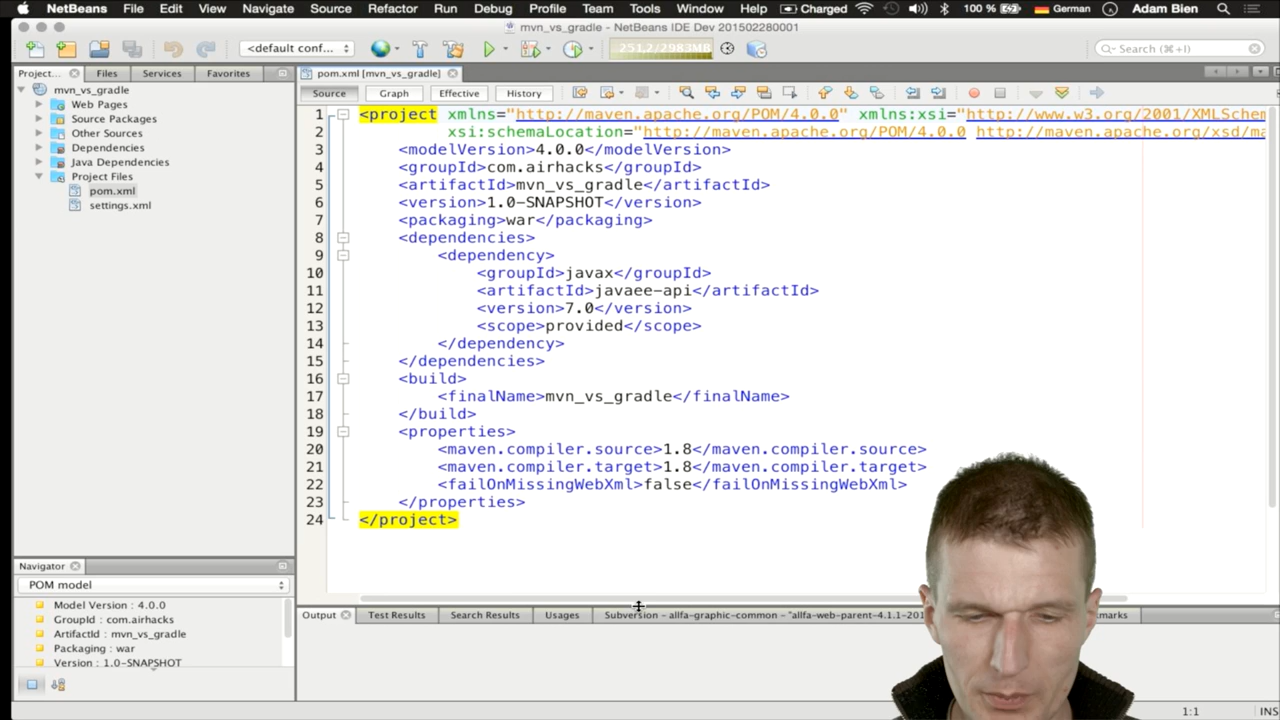 NetBeans File Edit View Navigate Source Refactor Run Debug Profile Team Tools Window Help Charged 100 % German Adam Bien
mvn_vs_gradle - NetBeans IDE Dev 201502280001
<default conf... 251,2/2983MB Search (⌘+I)
Project... Files Services Favorites pom.xml [mvn_vs_gradle]
Source Graph Effective History
mvn_vs_gradle
Web Pages
Source Packages
Other Sources
Dependencies
Java Dependencies
Project Files
pom.xml
settings.xml
1 <project xmlns="http://maven.apache.org/POM/4.0.0" xmlns:xsi="http://www.w3.org/2001/XMLSchem
2 xsi:schemaLocation="http://maven.apache.org/POM/4.0.0 http://maven.apache.org/xsd/ma
3 <modelVersion>4.0.0</modelVersion>
4 <groupId>com.airhacks</groupId>
5 <artifactId>mvn_vs_gradle</artifactId>
6 <version>1.0-SNAPSHOT</version>
7 <packaging>war</packaging>
8 <dependencies>
9 <dependency>
10 <groupId>javax</groupId>
11 <artifactId>javaee-api</artifactId>
12 <version>7.0</version>
13 <scope>provided</scope>
14 </dependency>
15 </dependencies>
16 <build>
17 <finalName>mvn_vs_gradle</finalName>
18 </build>
19 <properties>
20 <maven.compiler.source>1.8</maven.compiler.source>
21 <maven.compiler.target>1.8</maven.compiler.target>
22 <failOnMissingWebXml>false</failOnMissingWebXml>
23 </properties>
24 </project>
Navigator
POM model
Model Version : 4.0.0
GroupId : com.airhacks
ArtifactId : mvn_vs_gradle
Packaging : war
Version : 1.0-SNAPSHOT
Output Test Results Search Results Usages Subversion - allfa-graphic-common - "allfa-web-parent-4.1.1-201 kmarks
1:1 INS